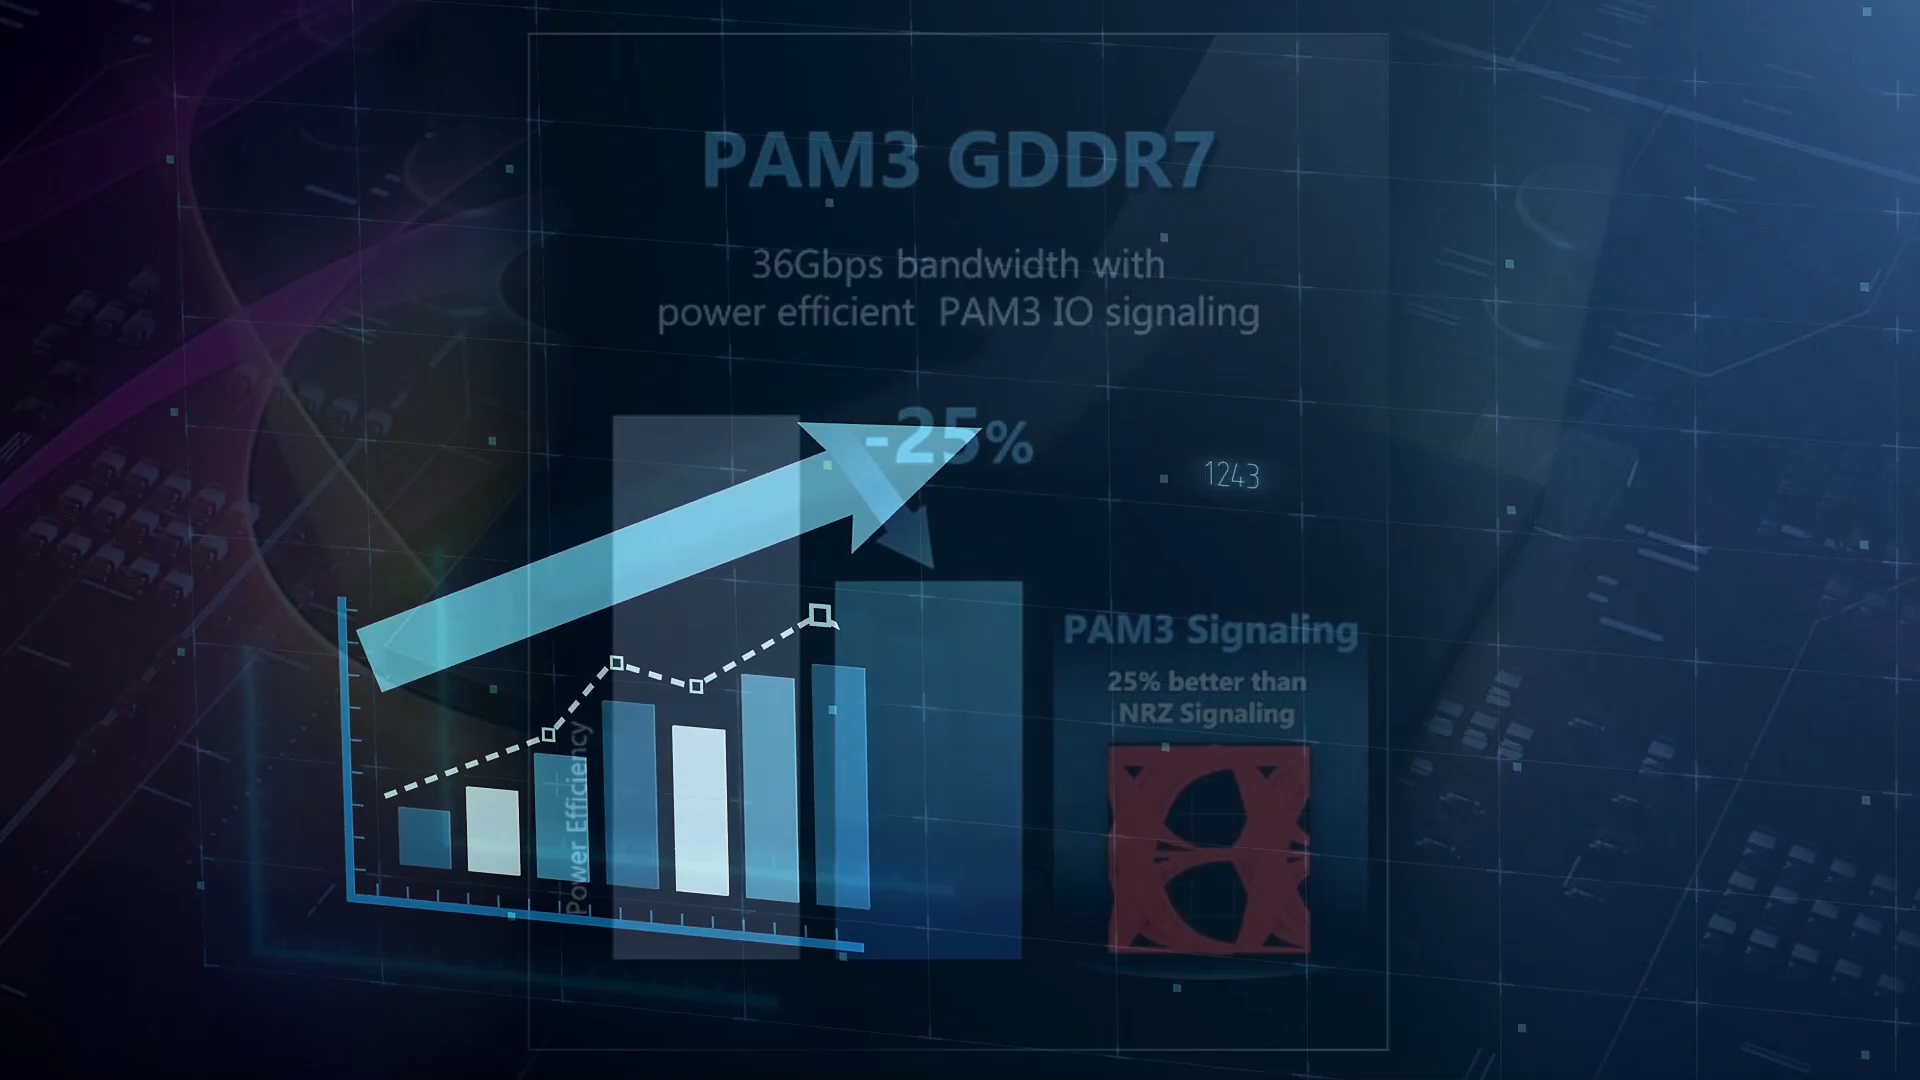 PAM3 GDDR7
36Gbps bandwidth with
power efficient PAM3 IO signaling
-25%
1243
PAM3 Signaling
25% better than
NRZ Signaling
Power Efficiency